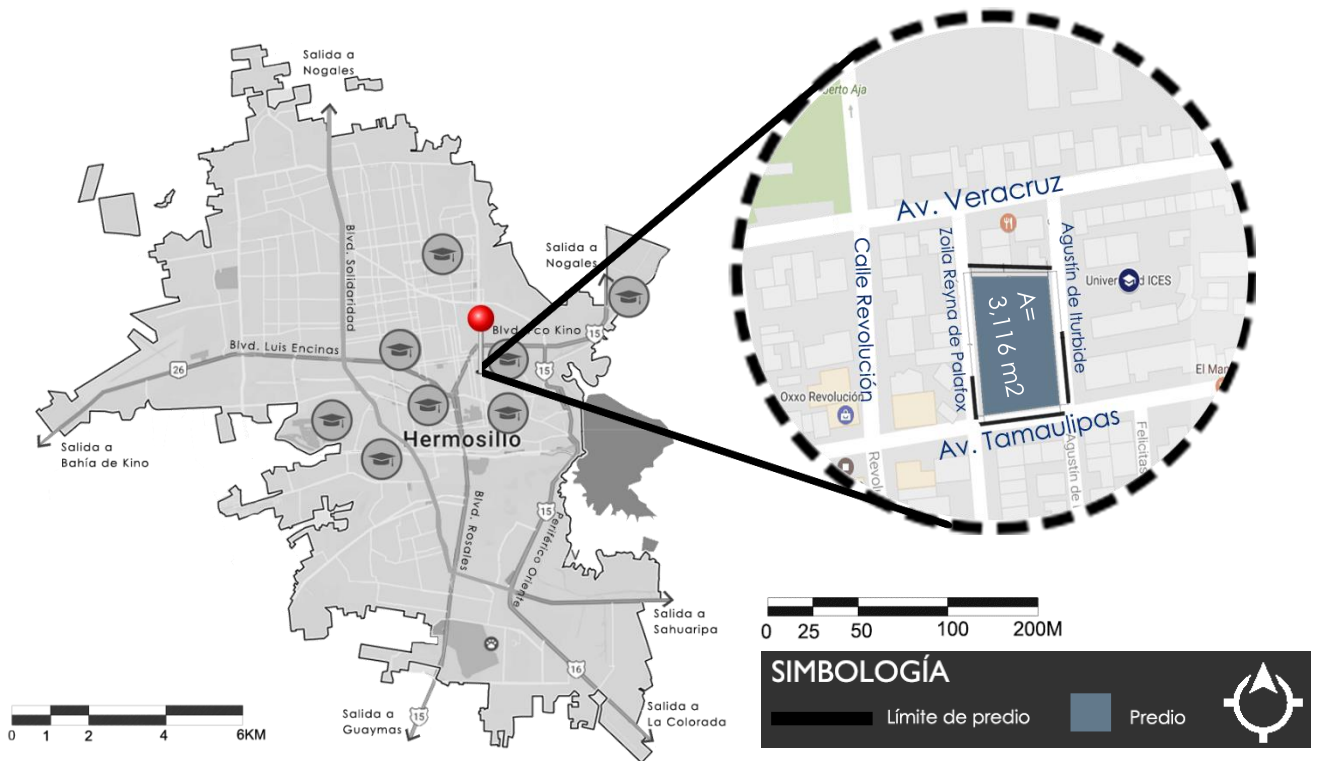 Salida a
Nogales
Blvd. Solidaridad
Salida a
Nogales
15
Blvd. Luis Encinas
26
15
Salida a
Bahía de Kino
Hermosillo
Blvd. Rosales
15
Periférico Oriente
Salida a
Sahuaripa
16
Salida a
La Colorada
Salida a
Guaymas
15
0 1 2 4 6KM
Av. Veracruz
Calle Revolución
Zoila Reyna de Palafox
Agustín de Iturbide
A=
3,116 m2
Oxxo Revolución
El Mar
Av. Tamaulipas
Revolu
Agustín de
Felicitas
0 25 50 100 200M
SIMBOLOGÍA
Límite de predio
Predio